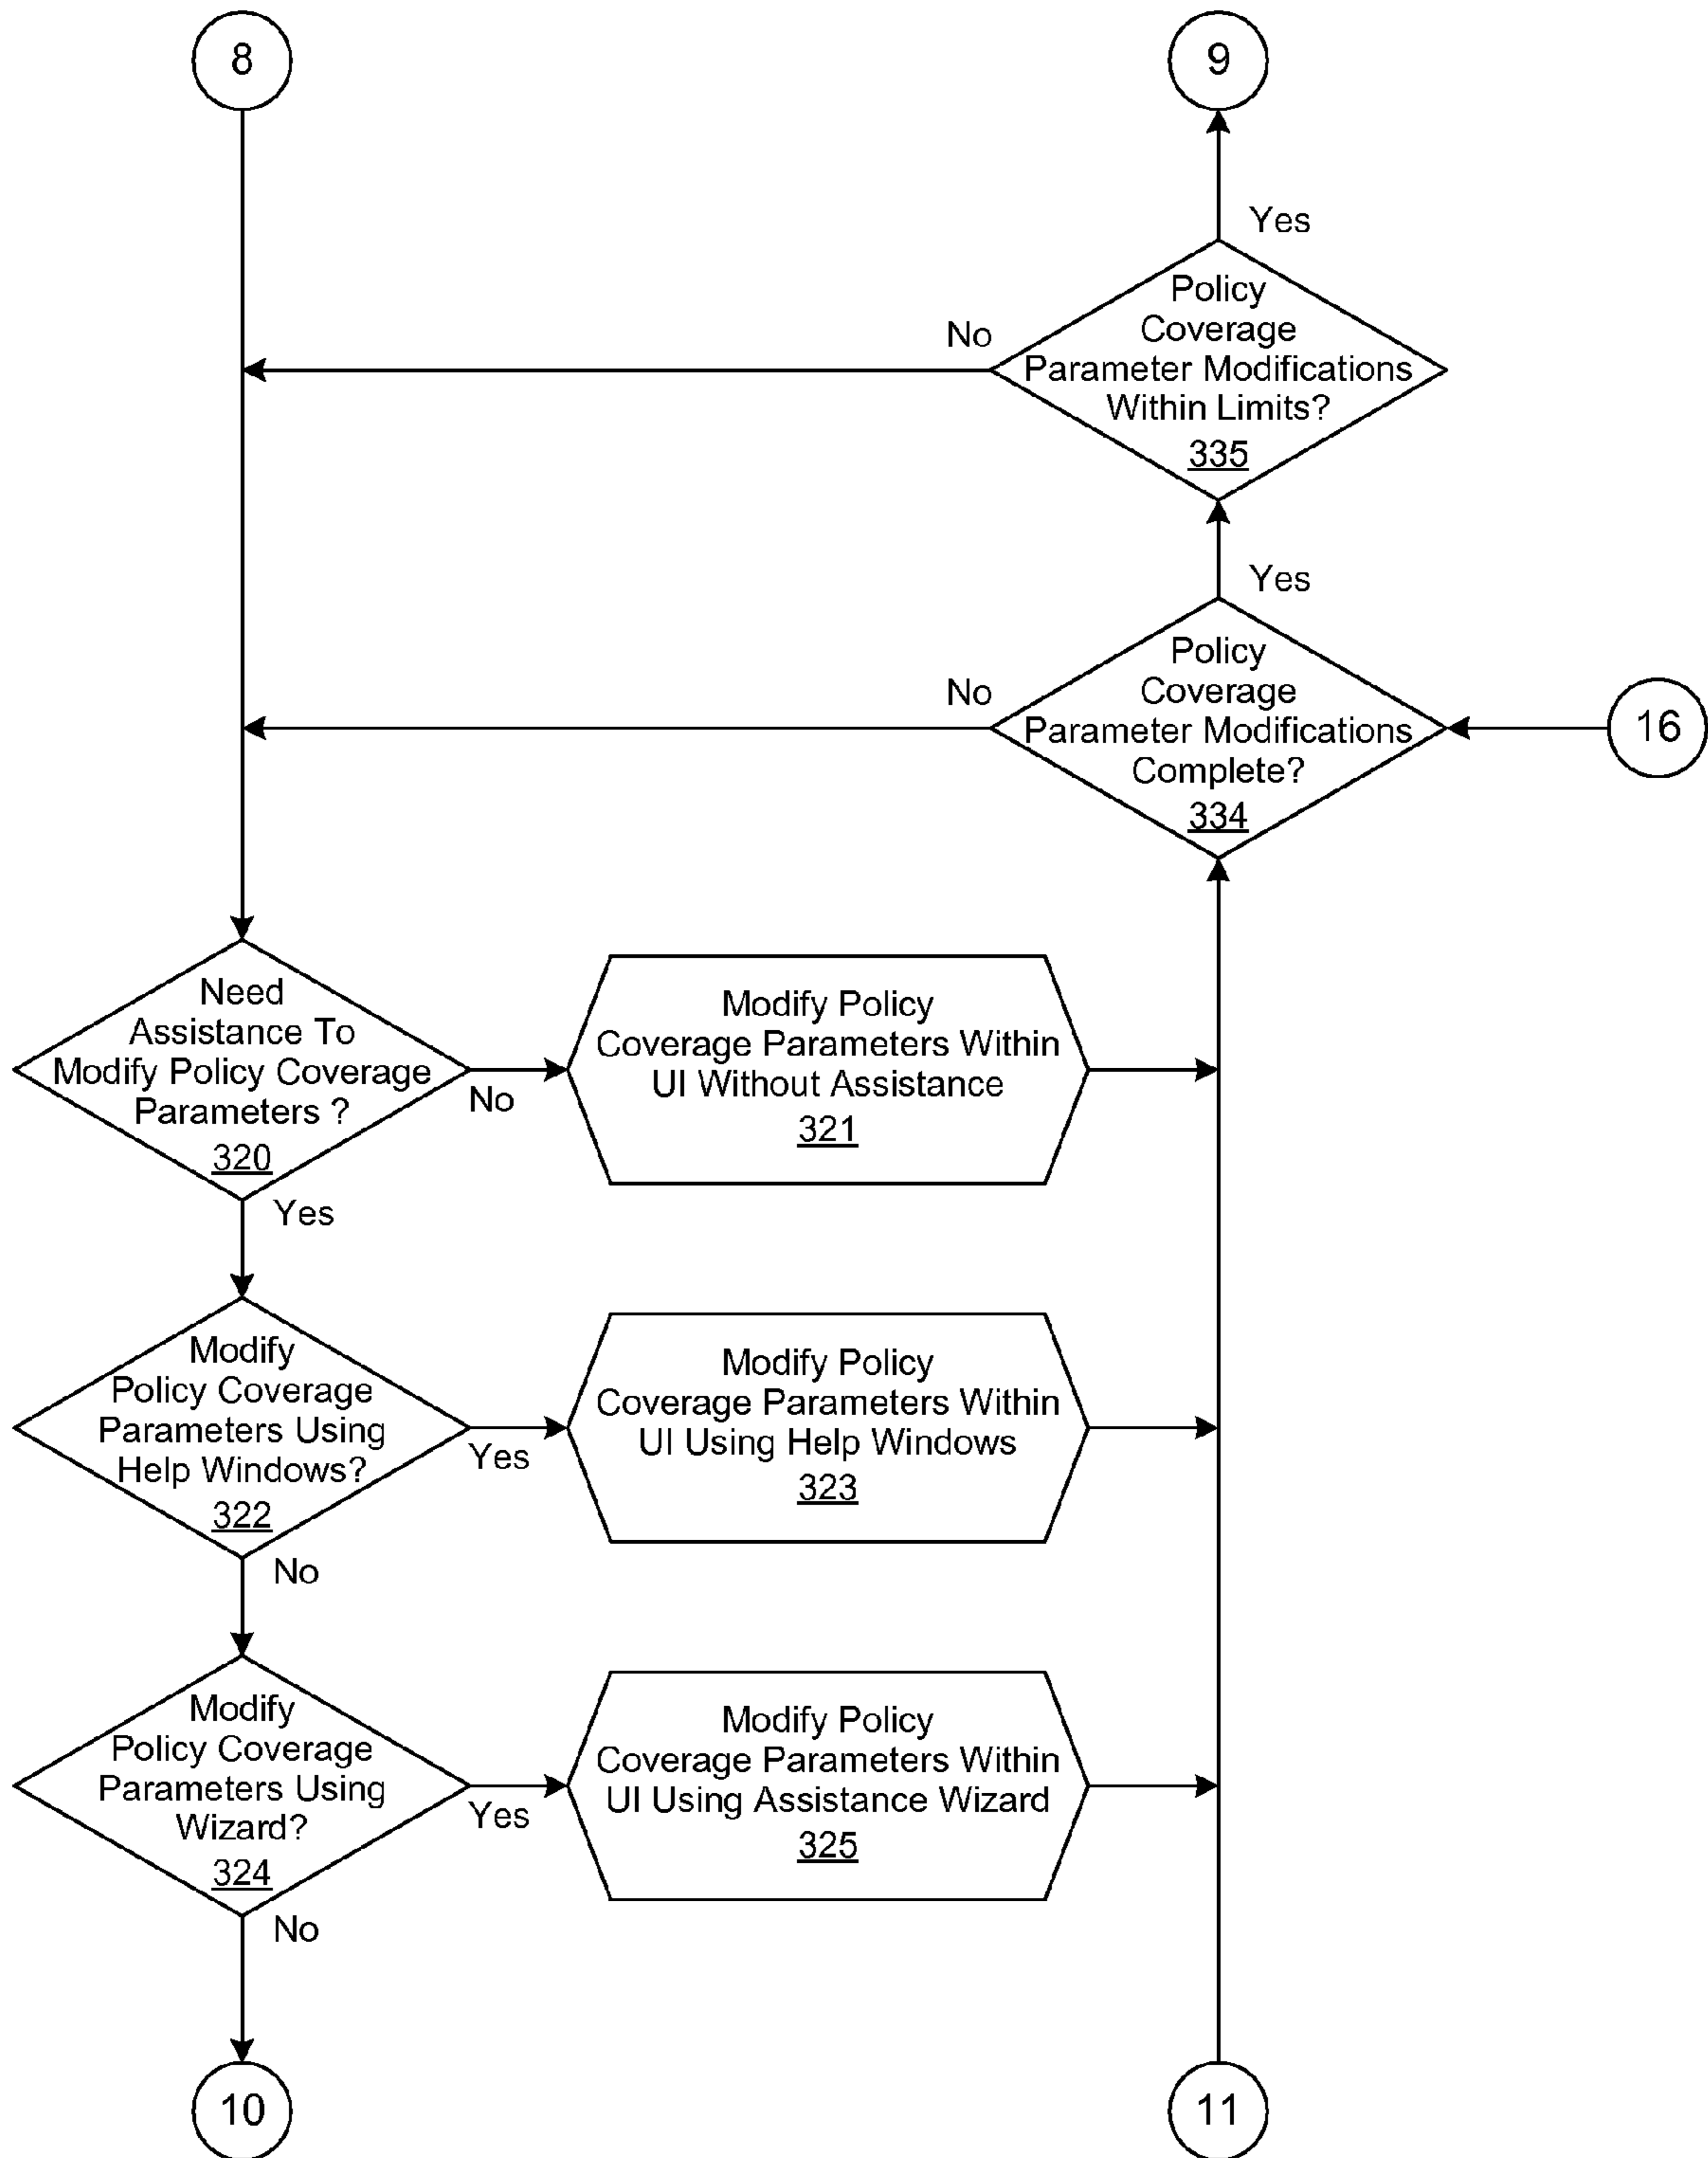 8
9
Yes
Policy
Coverage
Parameter Modifications
Within Limits?
335
No
Yes
Policy
Coverage
Parameter Modifications
Complete?
334
No
16
Need
Assistance To
Modify Policy Coverage
Parameters ?
320
No
Modify Policy
Coverage Parameters Within
UI Without Assistance
321
Yes
Modify
Policy Coverage
Parameters Using
Help Windows?
322
Yes
Modify Policy
Coverage Parameters Within
UI Using Help Windows
323
No
Modify
Policy Coverage
Parameters Using
Wizard?
324
Yes
Modify Policy
Coverage Parameters Within
UI Using Assistance Wizard
325
No
10
11